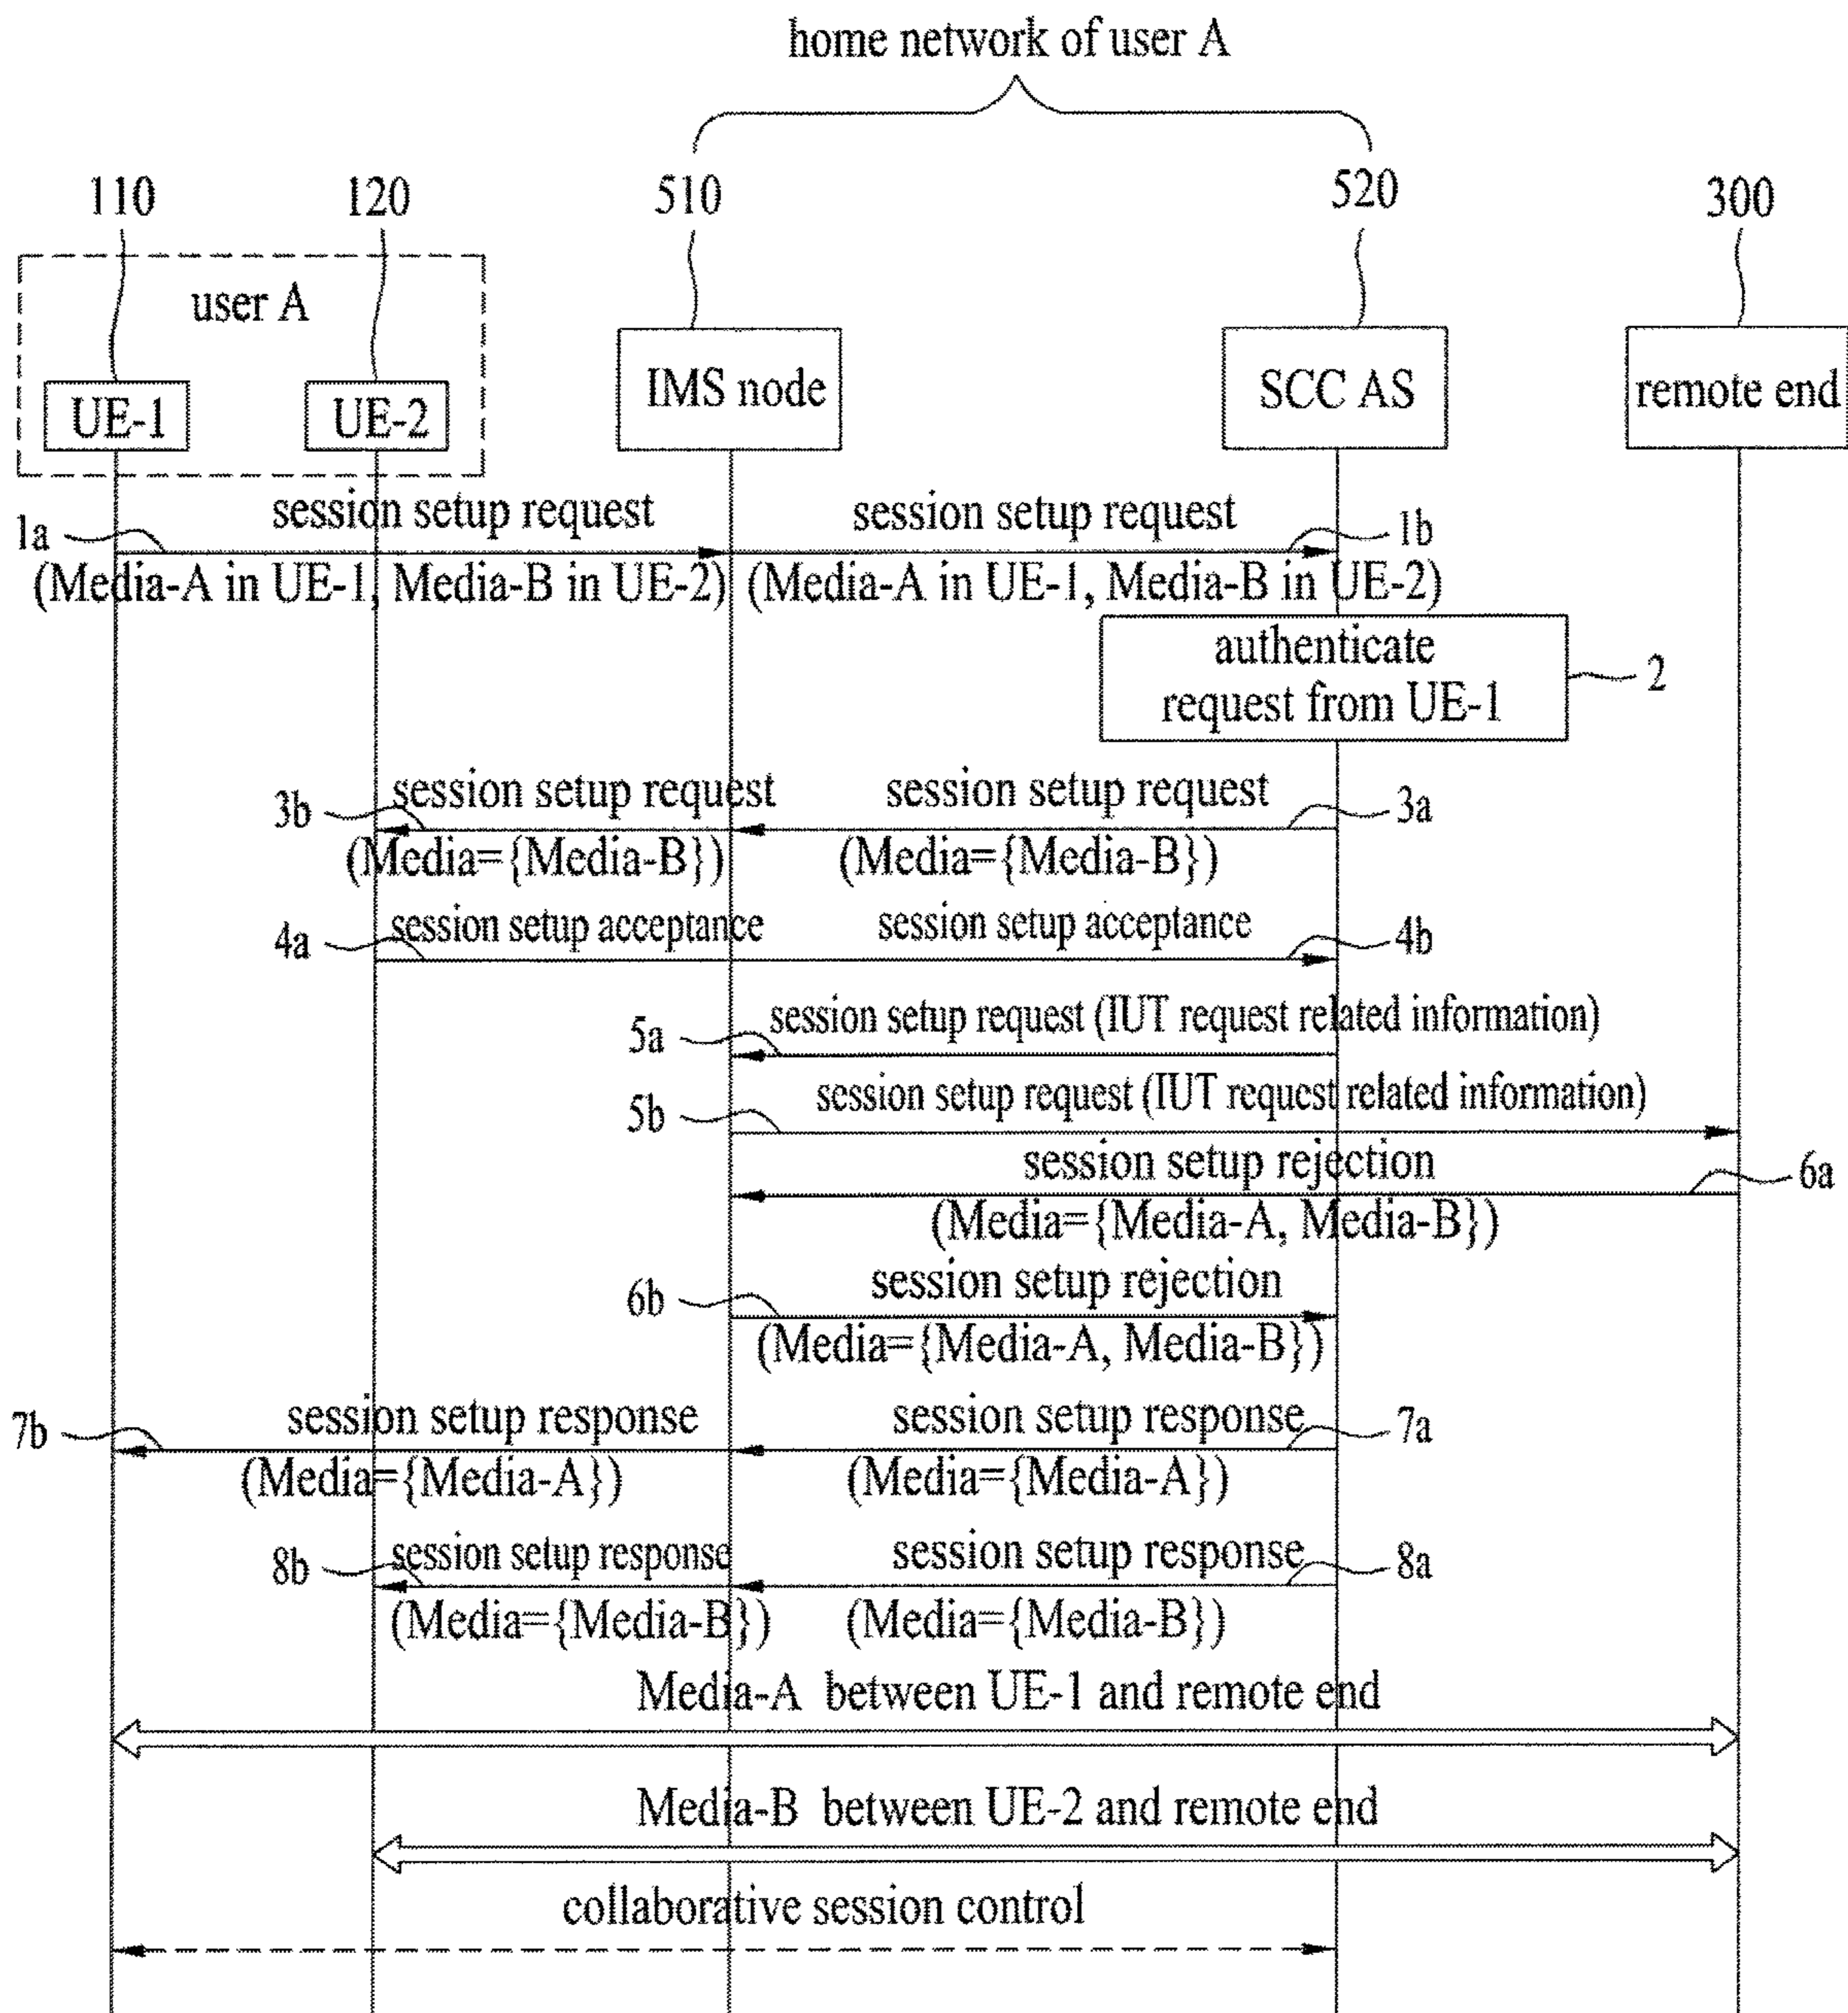 home network of user A
110
120
510
520
300
user A
UE-1
UE-2
IMS node
SCC AS
remote end
session setup request
session setup request
1a
1b
(Media-A in UE-1, Media-B in UE-2)
(Media-A in UE-1, Media-B in UE-2)
authenticate
request from UE-1
2
session setup request
session setup request
3b
3a
(Media={Media-B})
(Media={Media-B})
session setup acceptance
session setup acceptance
4a
4b
session setup request (IUT request related information)
5a
session setup request (IUT request related information)
5b
session setup rejection
6a
(Media={Media-A, Media-B})
session setup rejection
6b
(Media={Media-A, Media-B})
session setup response
session setup response
7b
7a
(Media={Media-A})
(Media={Media-A})
session setup response
session setup response
8b
8a
(Media={Media-B})
(Media={Media-B})
Media-A between UE-1 and remote end
Media-B between UE-2 and remote end
collaborative session control